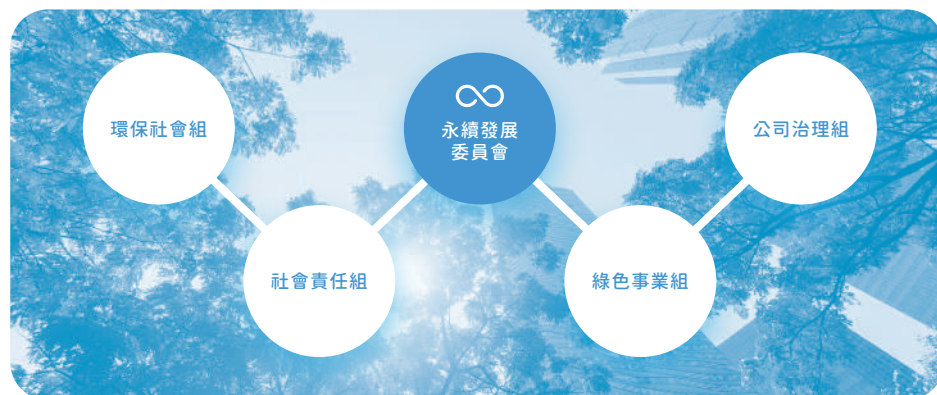 環保社會組
永續發展
委員會
公司治理組
社會責任組
綠色事業組